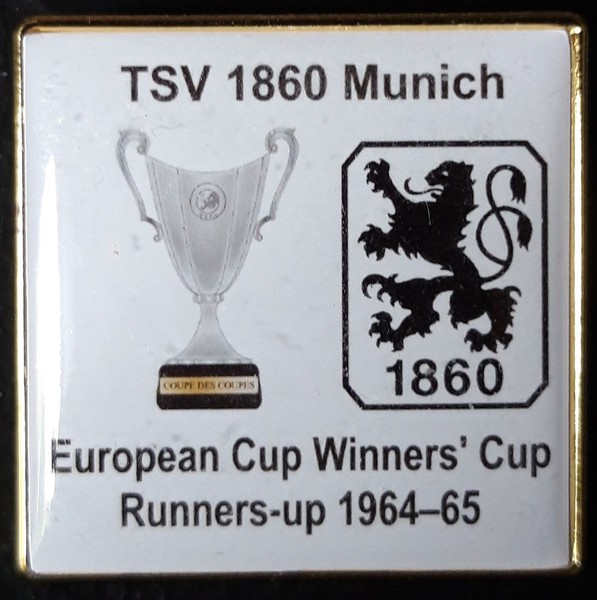 TSV 1860 Munich
COUPE DES COUPES
1860
European Cup Winners’ Cup
Runners-up 1964–65